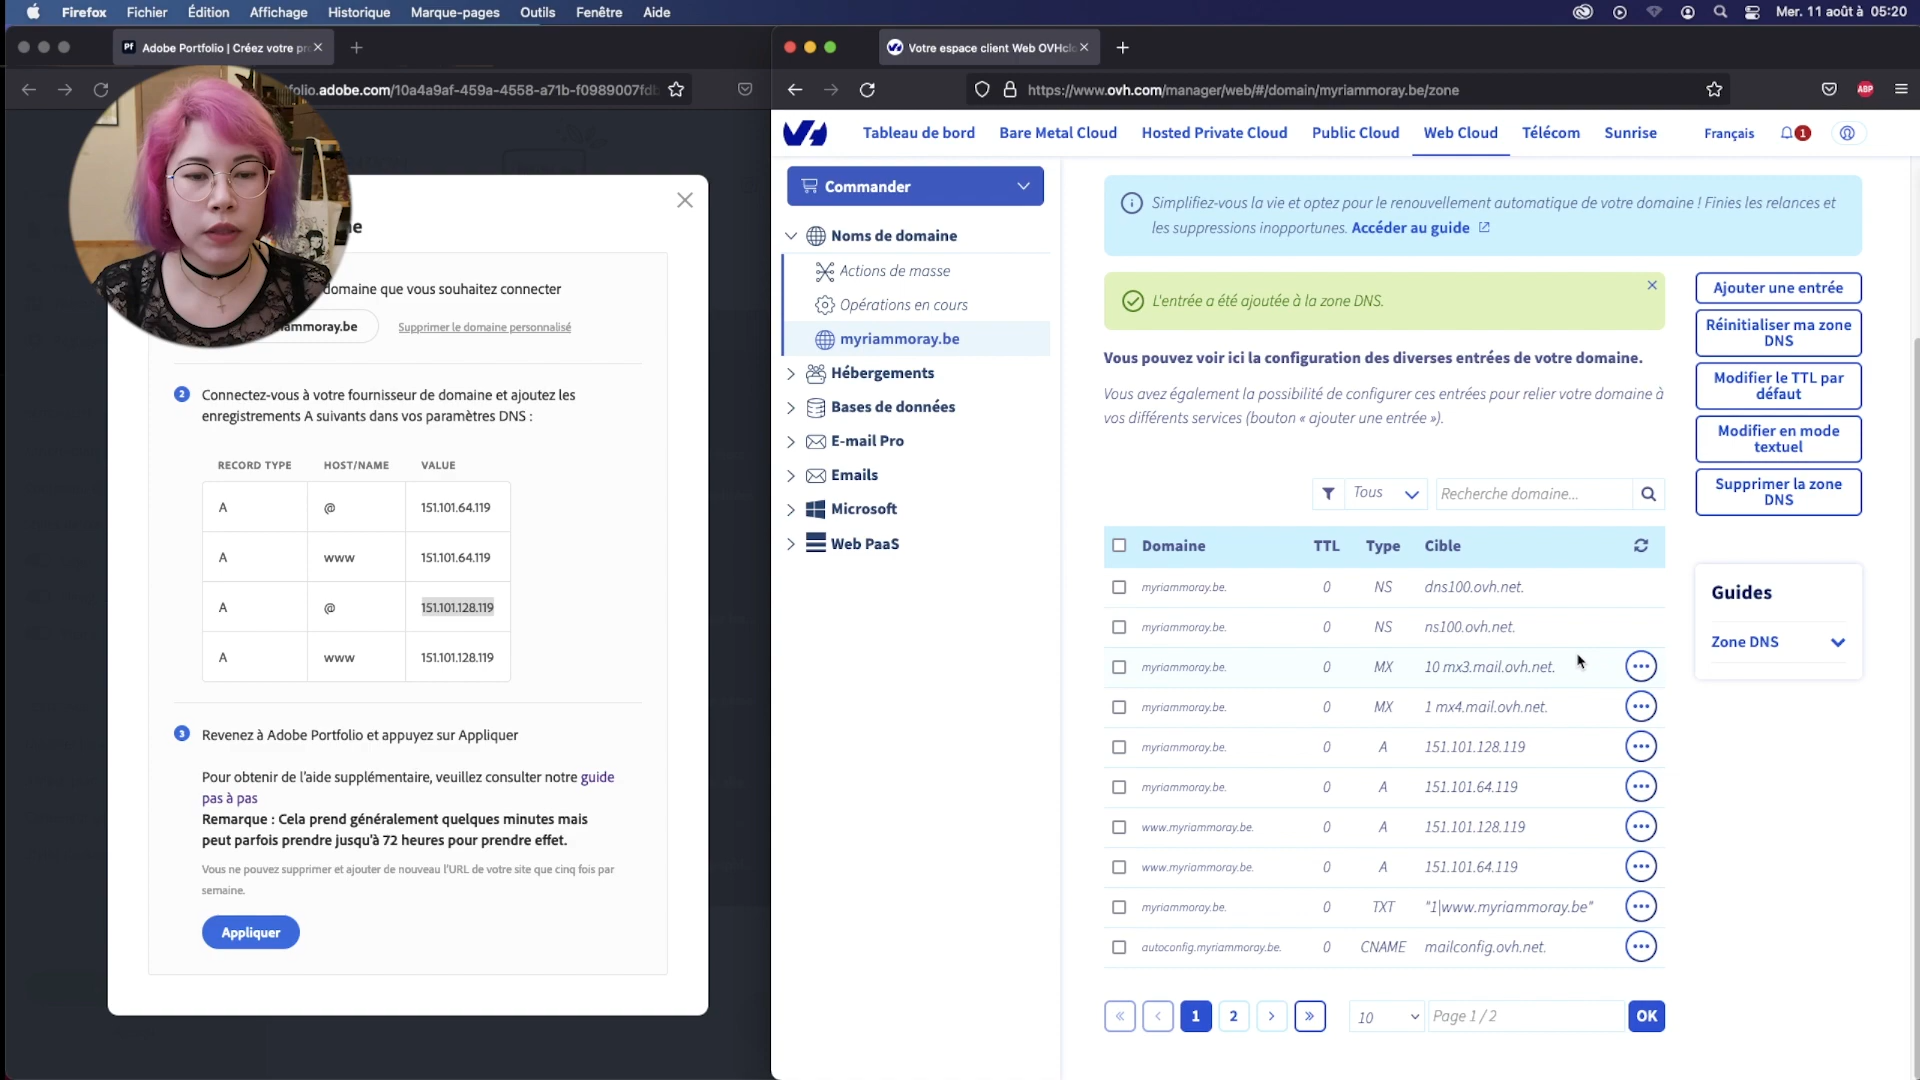 Firefox Fichier Édition Affichage Historique Marque-pages Outils Fenêtre Aide
Mer. 11 août à 05:20
Pf Adobe Portfolio | Créez votre pr
folio.adobe.com/10a4a9af-459a-4558-a71b-f0989007fdb
domaine que vous souhaitez connecter
iammoray.be
Supprimer le domaine personnalisé
2 Connectez-vous à votre fournisseur de domaine et ajoutez les
enregistrements A suivants dans vos paramètres DNS :
RECORD TYPE HOST/NAME VALUE
A @ 151.101.64.119
A www 151.101.64.119
A @ 151.101.128.119
A www 151.101.128.119
3 Revenez à Adobe Portfolio et appuyez sur Appliquer
Pour obtenir de l'aide supplémentaire, veuillez consulter notre guide
pas à pas
Remarque : Cela prend généralement quelques minutes mais
peut parfois prendre jusqu'à 72 heures pour prendre effet.
Vous ne pouvez supprimer et ajouter de nouveau l'URL de votre site que cinq fois par
semaine.
Appliquer
Votre espace client Web OVHclo
https://www.ovh.com/manager/web/#/domain/myriammoray.be/zone
ABP
Tableau de bord Bare Metal Cloud Hosted Private Cloud Public Cloud Web Cloud Télécom Sunrise Français 1
Commander
Noms de domaine
Actions de masse
Opérations en cours
myriammoray.be
Hébergements
Bases de données
E-mail Pro
Emails
Microsoft
Web PaaS
Simplifiez-vous la vie et optez pour le renouvellement automatique de votre domaine ! Finies les relances et
les suppressions inopportunes. Accéder au guide
L'entrée a été ajoutée à la zone DNS.
Vous pouvez voir ici la configuration des diverses entrées de votre domaine.
Vous avez également la possibilité de configurer ces entrées pour relier votre domaine à
vos différents services (bouton « ajouter une entrée »).
Tous
Recherche domaine...
Domaine TTL Type Cible
myriammoray.be. 0 NS dns100.ovh.net.
myriammoray.be. 0 NS ns100.ovh.net.
myriammoray.be. 0 MX 10 mx3.mail.ovh.net.
myriammoray.be. 0 MX 1 mx4.mail.ovh.net.
myriammoray.be. 0 A 151.101.128.119
myriammoray.be. 0 A 151.101.64.119
www.myriammoray.be. 0 A 151.101.128.119
www.myriammoray.be. 0 A 151.101.64.119
myriammoray.be. 0 TXT "1|www.myriammoray.be"
autoconfig.myriammoray.be. 0 CNAME mailconfig.ovh.net.
« ‹ 1 2 › » 10 Page 1 / 2 OK
Ajouter une entrée
Réinitialiser ma zone
DNS
Modifier le TTL par
défaut
Modifier en mode
textuel
Supprimer la zone
DNS
Guides
Zone DNS